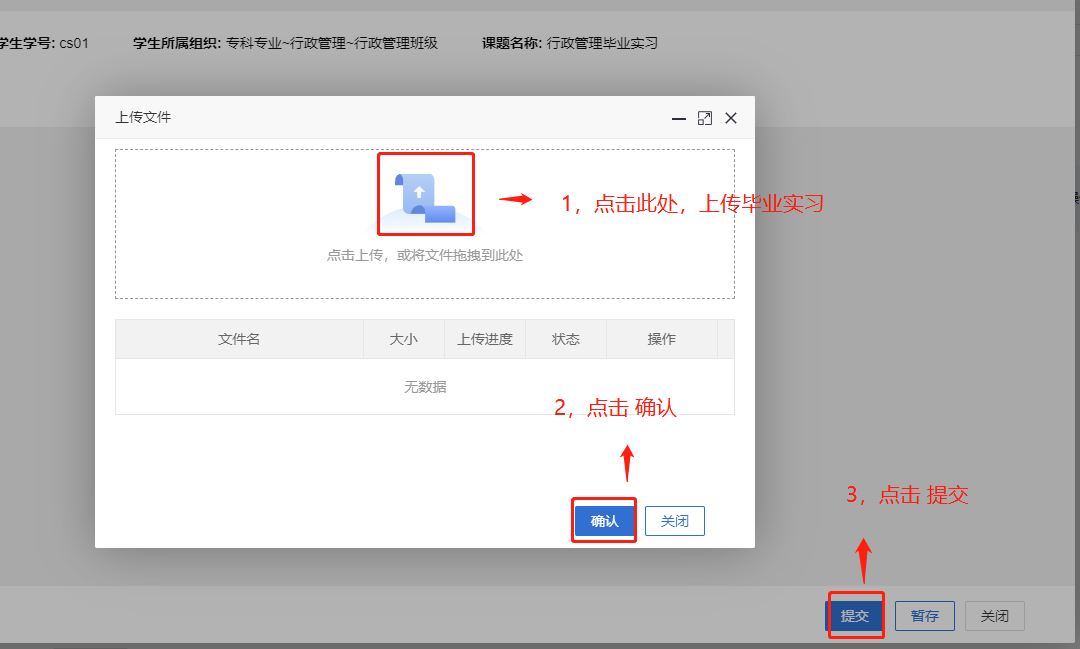 学生学号: cs01 学生所属组织: 专科专业~行政管理~行政管理班级 课题名称: 行政管理毕业实习
上传文件
1，点击此处，上传毕业实习
点击上传，或将文件拖拽到此处
文件名 大小 上传进度 状态 操作
无数据
2，点击 确认
3，点击 提交
确认 关闭
提交 暂存 关闭